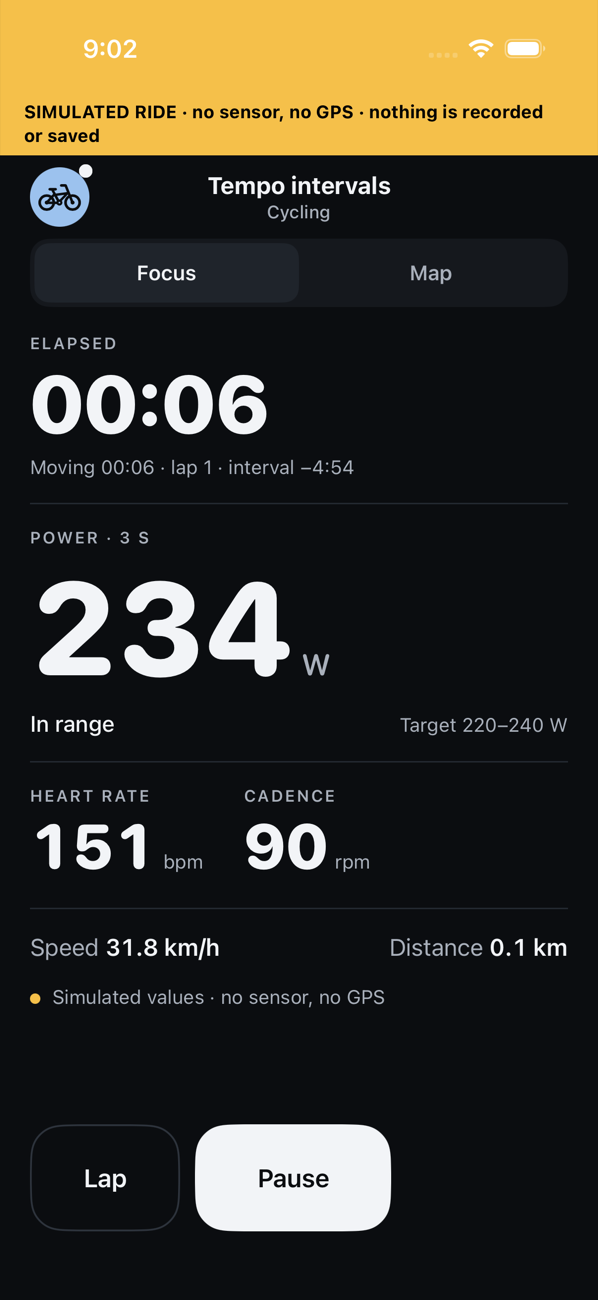 9:02
SIMULATED RIDE · no sensor, no GPS · nothing is recorded
or saved
Tempo intervals
Cycling
Focus
Map
ELAPSED
00:06
Moving 00:06 · lap 1 · interval −4:54
POWER · 3 S
234 W
In range
Target 220–240 W
HEART RATE
CADENCE
151 bpm
90 rpm
Speed 31.8 km/h
Distance 0.1 km
Simulated values · no sensor, no GPS
Lap
Pause